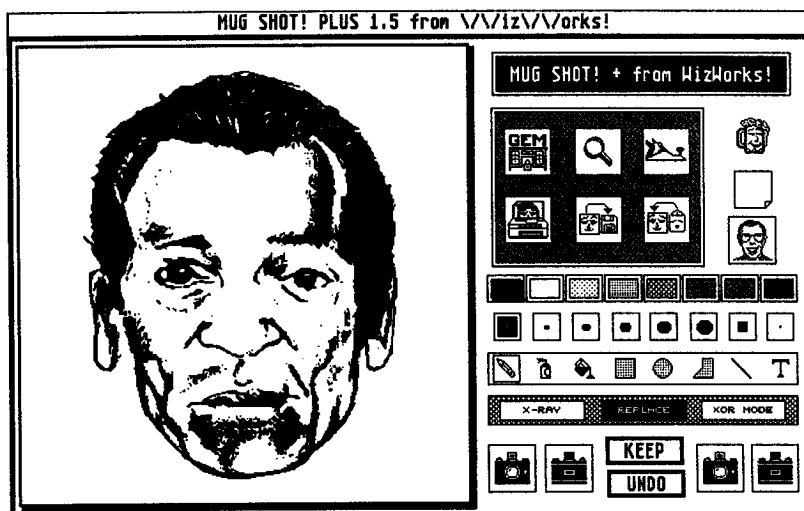 MUG SHOT! PLUS 1.5 from \/\/iz\/\/orks!
MUG SHOT! + from WizWorks!
GEM
T
X-RAY
REPLACE
XOR MODE
KEEP
UNDO